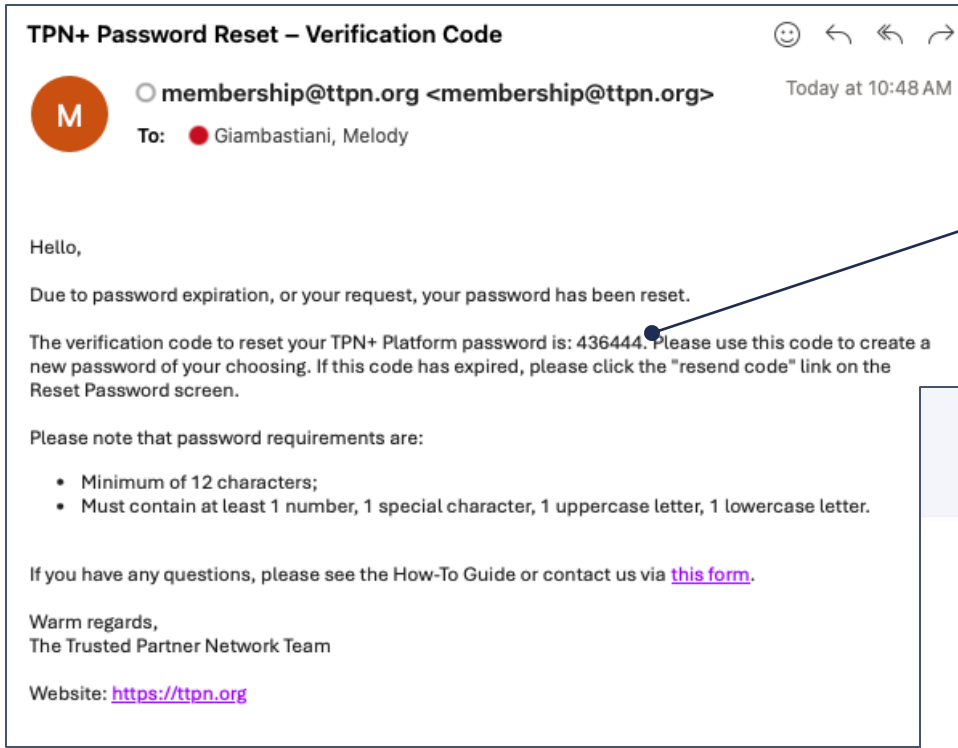 TPN+ Password Reset – Verification Code
M
membership@ttpn.org <membership@ttpn.org>
Today at 10:48 AM
To: Giambastiani, Melody
Hello,
Due to password expiration, or your request, your password has been reset.
The verification code to reset your TPN+ Platform password is: 436444. Please use this code to create a
new password of your choosing. If this code has expired, please click the "resend code" link on the
Reset Password screen.
Please note that password requirements are:
• Minimum of 12 characters;
• Must contain at least 1 number, 1 special character, 1 uppercase letter, 1 lowercase letter.
If you have any questions, please see the How-To Guide or contact us via this form.
Warm regards,
The Trusted Partner Network Team
Website: https://ttpn.org